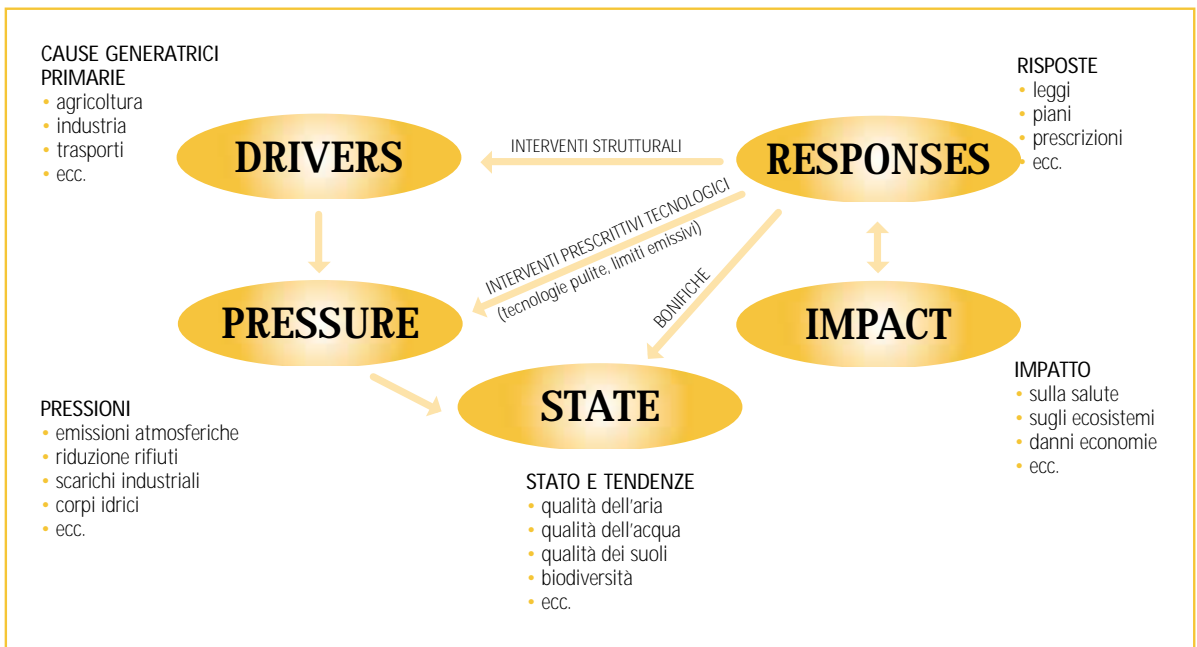 CAUSE GENERATRICI
PRIMARIE
• agricoltura
• industria
• trasporti
• ecc.
DRIVERS
INTERVENTI STRUTTURALI
RESPONSES
RISPOSTE
• leggi
• piani
• prescrizioni
• ecc.
INTERVENTI PRESCRITTIVI TECNOLOGICI
(tecnologie pulite, limiti emissivi)
BONIFICHE
PRESSURE
IMPACT
STATE
PRESSIONI
• emissioni atmosferiche
• riduzione rifiuti
• scarichi industriali
• corpi idrici
• ecc.
STATO E TENDENZE
• qualità dell'aria
• qualità dell'acqua
• qualità dei suoli
• biodiversità
• ecc.
IMPATTO
• sulla salute
• sugli ecosistemi
• danni economie
• ecc.